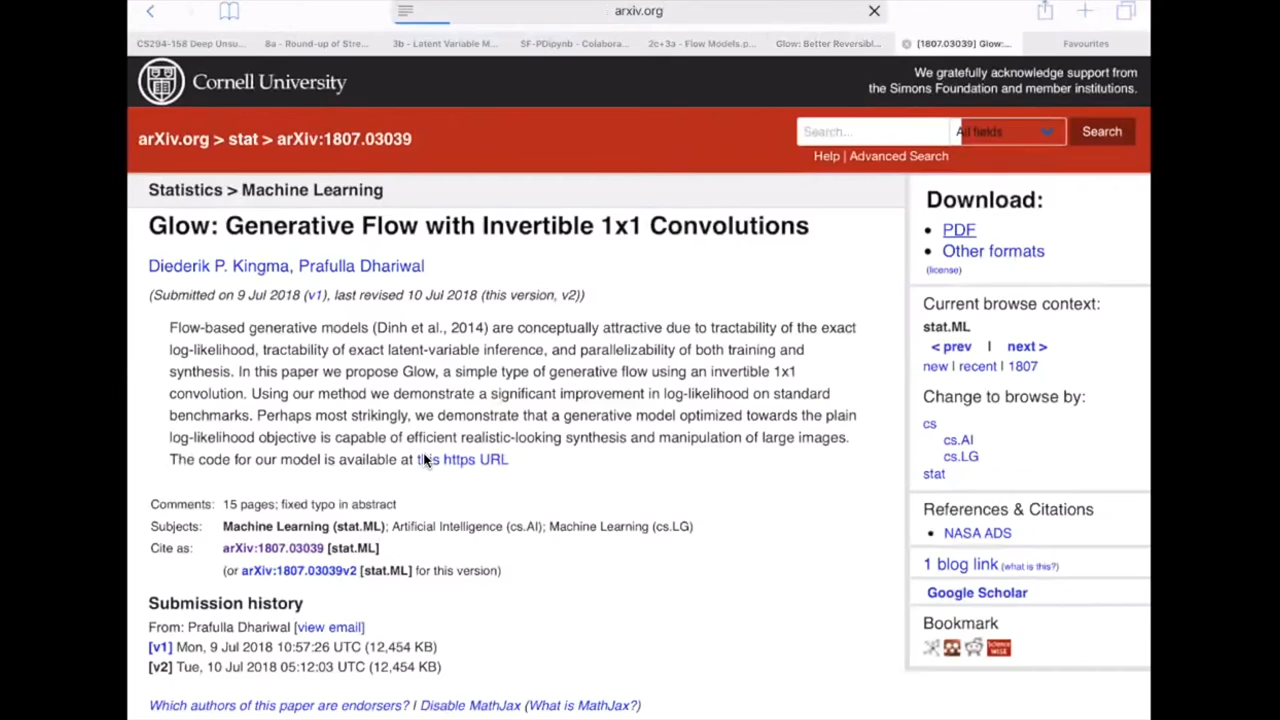 arxiv.org
CS294-158 Deep Unsu...
8a - Round-up of Stre...
3b - Latent Variable M...
SF-PDipynb - Colabora...
2c+3a - Flow Models.p...
Glow: Better Reversibl...
[1807.03039] Glow:...
Favourites
Cornell University
We gratefully acknowledge support from
the Simons Foundation and member institutions.
arXiv.org > stat > arXiv:1807.03039
Search...
All fields
Search
Help | Advanced Search
Statistics > Machine Learning
Glow: Generative Flow with Invertible 1x1 Convolutions
Diederik P. Kingma, Prafulla Dhariwal
(Submitted on 9 Jul 2018 (v1), last revised 10 Jul 2018 (this version, v2))
Flow-based generative models (Dinh et al., 2014) are conceptually attractive due to tractability of the exact
log-likelihood, tractability of exact latent-variable inference, and parallelizability of both training and
synthesis. In this paper we propose Glow, a simple type of generative flow using an invertible 1x1
convolution. Using our method we demonstrate a significant improvement in log-likelihood on standard
benchmarks. Perhaps most strikingly, we demonstrate that a generative model optimized towards the plain
log-likelihood objective is capable of efficient realistic-looking synthesis and manipulation of large images.
The code for our model is available at this https URL
Comments: 15 pages; fixed typo in abstract
Subjects: Machine Learning (stat.ML); Artificial Intelligence (cs.AI); Machine Learning (cs.LG)
Cite as: arXiv:1807.03039 [stat.ML]
(or arXiv:1807.03039v2 [stat.ML] for this version)
Submission history
From: Prafulla Dhariwal [view email]
[v1] Mon, 9 Jul 2018 10:57:26 UTC (12,454 KB)
[v2] Tue, 10 Jul 2018 05:12:03 UTC (12,454 KB)
Which authors of this paper are endorsers? | Disable MathJax (What is MathJax?)
Download:
PDF
Other formats
(license)
Current browse context:
stat.ML
< prev | next >
new | recent | 1807
Change to browse by:
cs
cs.AI
cs.LG
stat
References & Citations
NASA ADS
1 blog link (what is this?)
Google Scholar
Bookmark